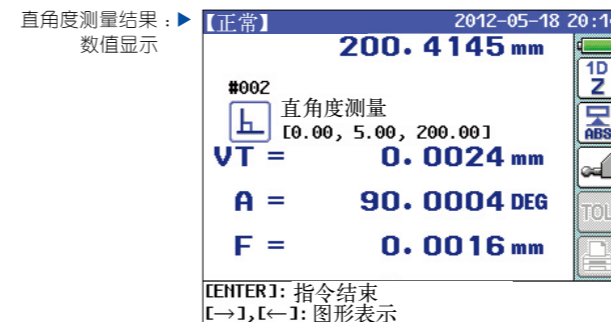 直角度测量结果：▶
数值显示
【正常】 2012-05-18 20:1
200.4145 mm
1D
Z
#002
直角度测量
[0.00, 5.00, 200.00]
ABS
VT = 0.0024 mm
A = 90.0004 DEG
TOL
F = 0.0016 mm
[ENTER]: 指令结束
[→],[←]: 图形表示